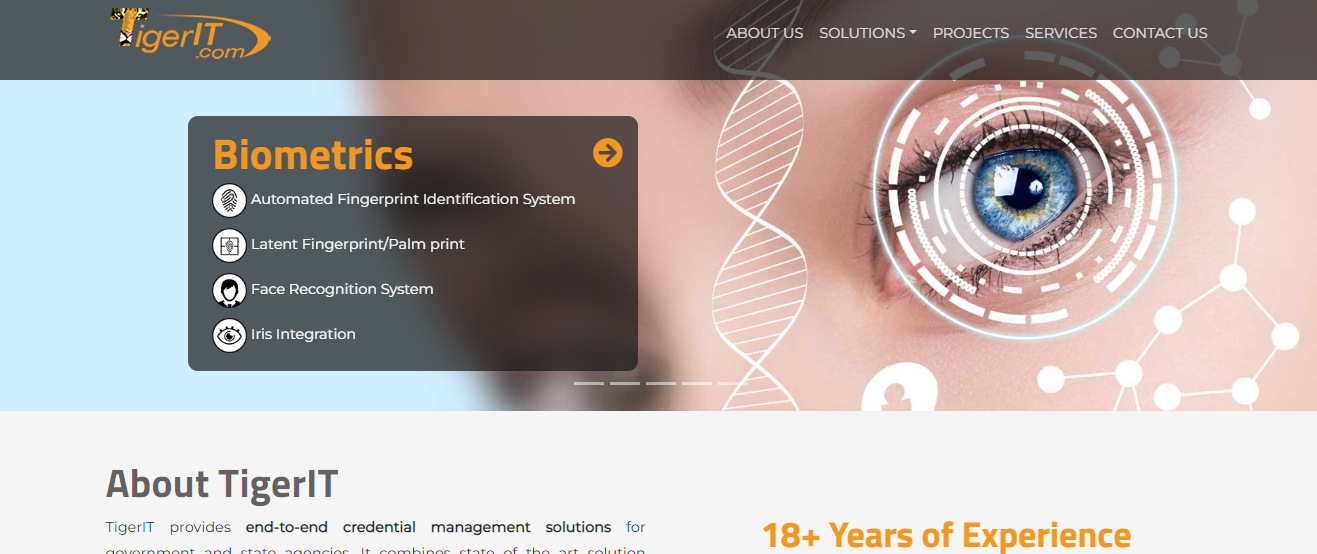 TigerIT
.com
ABOUT US SOLUTIONS PROJECTS SERVICES CONTACT US
Biometrics
Automated Fingerprint Identification System
Latent Fingerprint/Palm print
Face Recognition System
Iris Integration
About TigerIT
TigerIT provides end-to-end credential management solutions for
government and state agencies. It combines state of the art solution
18+ Years of Experience